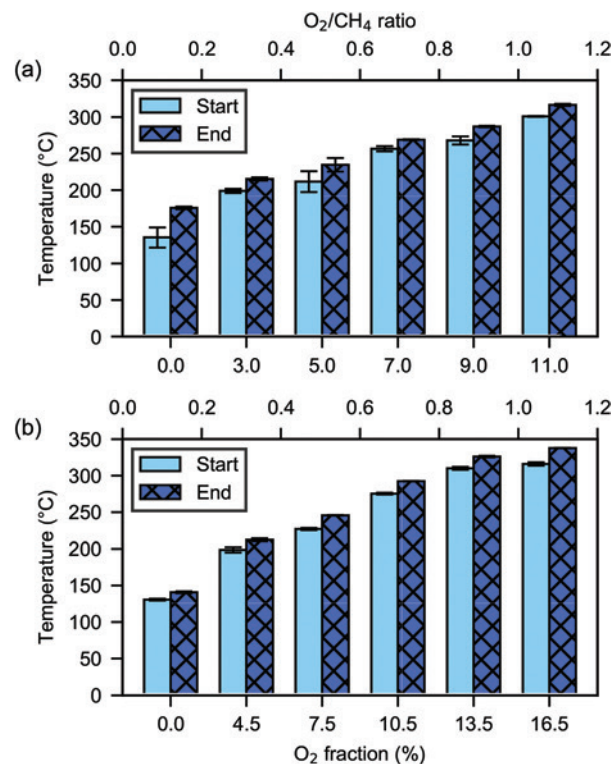 O₂/CH₄ ratio
0.0 0.2 0.4 0.6 0.8 1.0 1.2
(a)
350
300
250
200
150
100
50
0
Temperature (°C)
Start
End
0.0 3.0 5.0 7.0 9.0 11.0
0.0 0.2 0.4 0.6 0.8 1.0 1.2
(b)
350
300
250
200
150
100
50
0
Temperature (°C)
Start
End
0.0 4.5 7.5 10.5 13.5 16.5
O₂ fraction (%)